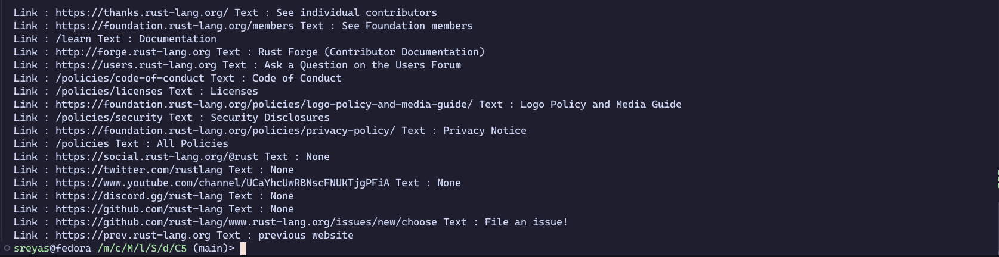 Link : https://thanks.rust-lang.org/ Text : See individual contributors
Link : https://foundation.rust-lang.org/members Text : See Foundation members
Link : /learn Text : Documentation
Link : http://forge.rust-lang.org Text : Rust Forge (Contributor Documentation)
Link : https://users.rust-lang.org Text : Ask a Question on the Users Forum
Link : /policies/code-of-conduct Text : Code of Conduct
Link : /policies/licenses Text : Licenses
Link : https://foundation.rust-lang.org/policies/logo-policy-and-media-guide/ Text : Logo Policy and Media Guide
Link : /policies/security Text : Security Disclosures
Link : https://foundation.rust-lang.org/policies/privacy-policy/ Text : Privacy Notice
Link : /policies Text : All Policies
Link : https://social.rust-lang.org/@rust Text : None
Link : https://twitter.com/rustlang Text : None
Link : https://www.youtube.com/channel/UCaYhcUwRBNscFNUKTjgPFiA Text : None
Link : https://discord.gg/rust-lang Text : None
Link : https://github.com/rust-lang Text : None
Link : https://github.com/rust-lang/www.rust-lang.org/issues/new/choose Text : File an issue!
Link : https://prev.rust-lang.org Text : previous website
sreyas@fedora /m/c/M/l/S/d/C5 (main)>